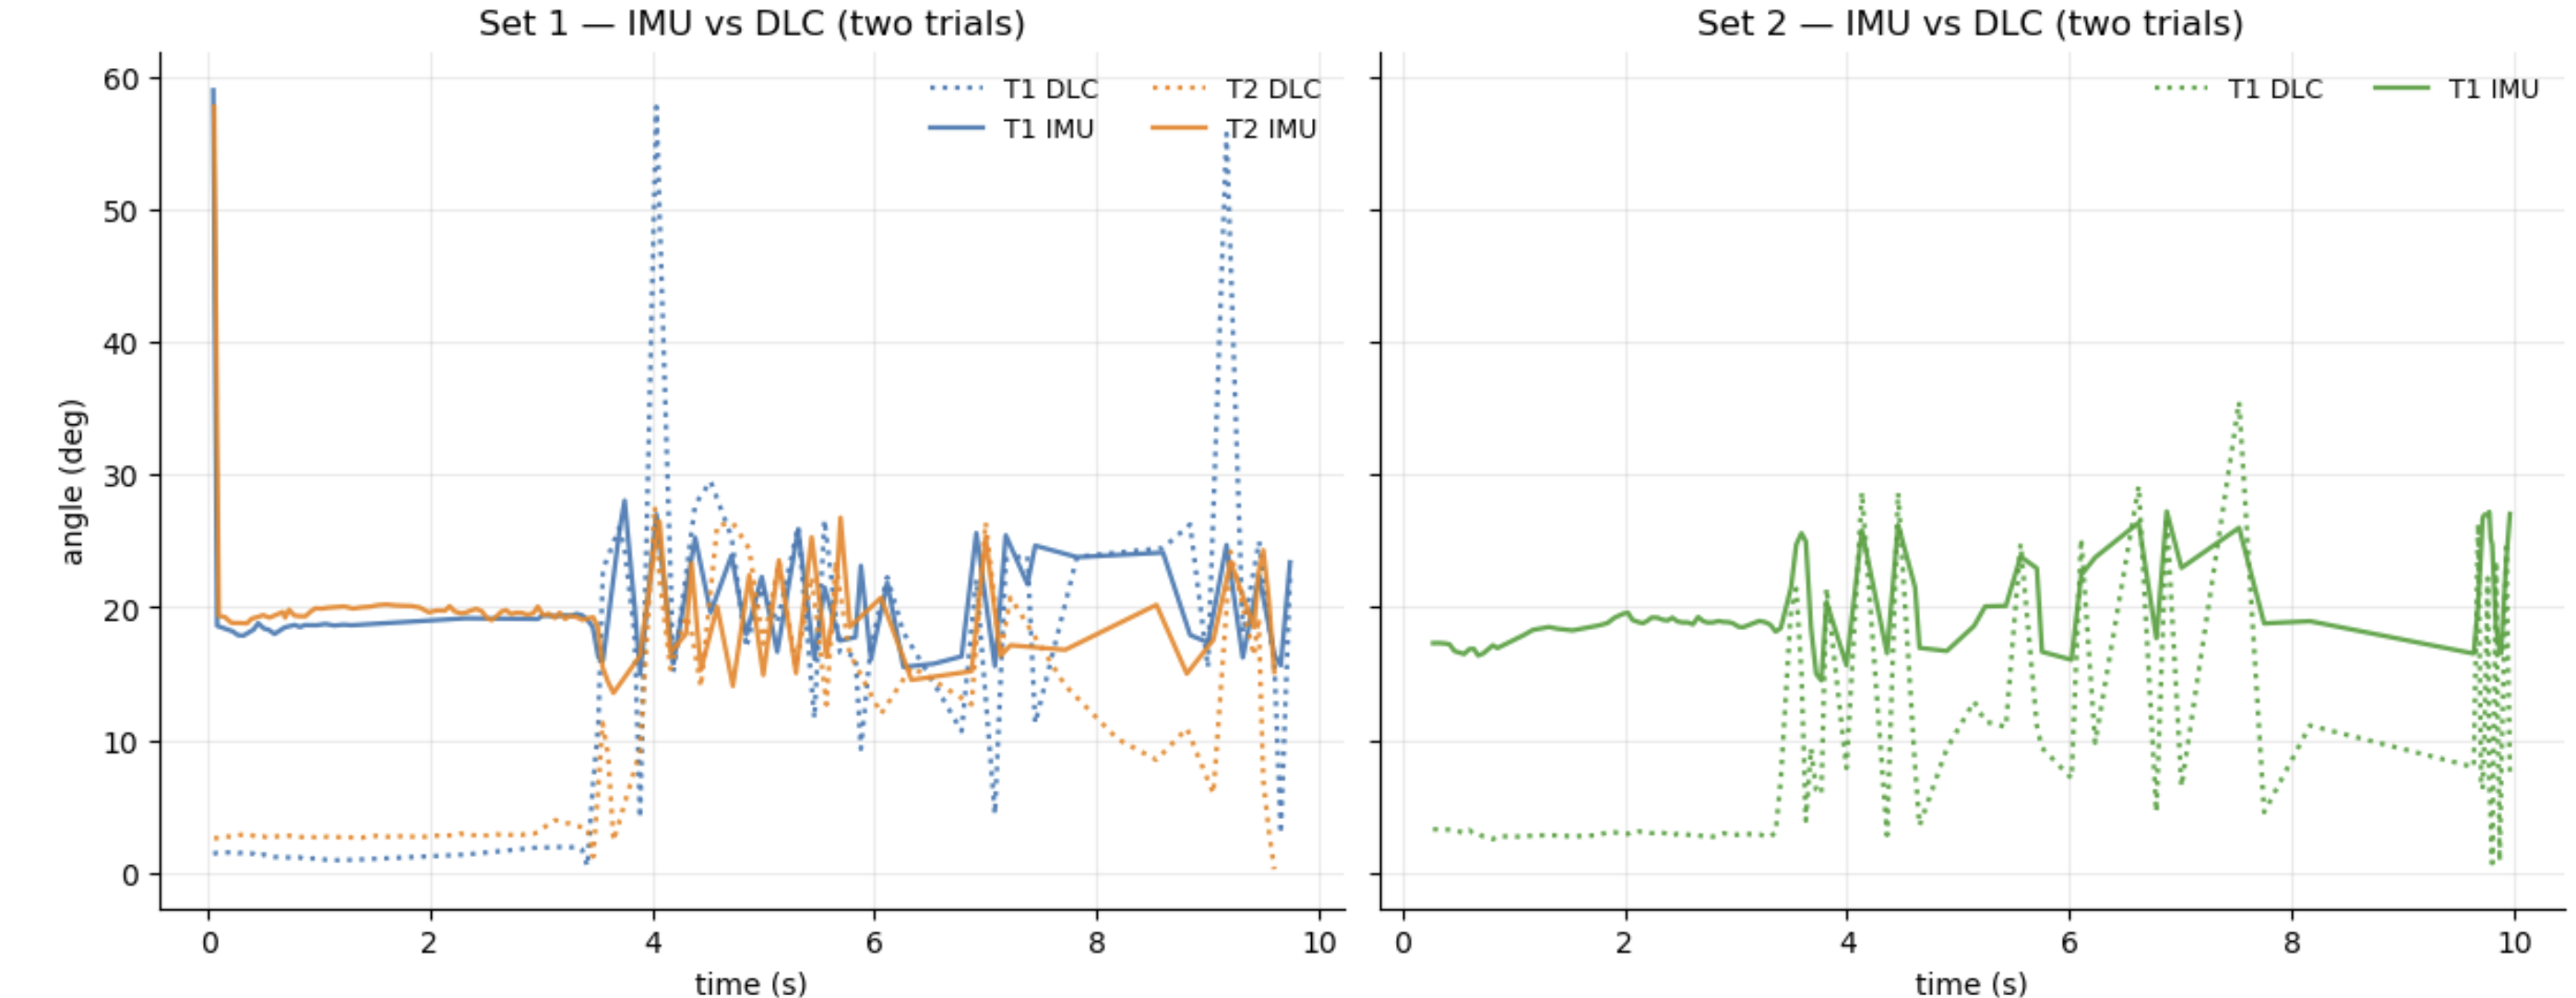 Set 1 — IMU vs DLC (two trials)
T1 DLC
T2 DLC
T1 IMU
T2 IMU
angle (deg)
60
50
40
30
20
10
0
0 2 4 6 8 10
time (s)
Set 2 — IMU vs DLC (two trials)
T1 DLC
T1 IMU
0 2 4 6 8 10
time (s)